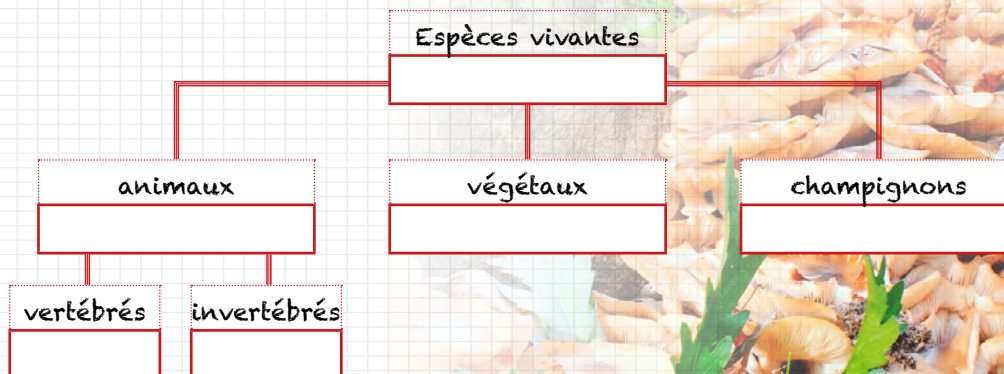 Espèces vivantes
animaux
végétaux
champignons
vertébrés
invertébrés